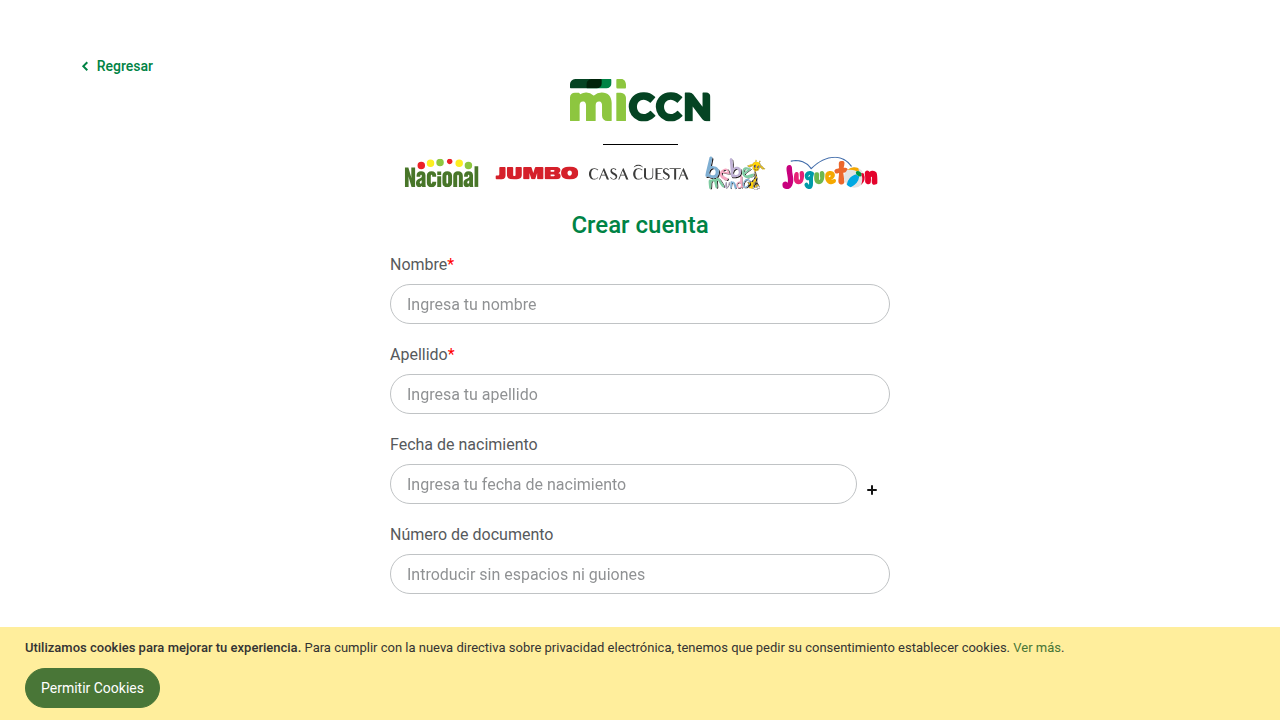 Regresar
miCCN
Nacional JUMBO CASA CUESTA bebé mundo Juguetón
Crear cuenta
Nombre*
Ingresa tu nombre
Apellido*
Ingresa tu apellido
Fecha de nacimiento
Ingresa tu fecha de nacimiento
+
Número de documento
Introducir sin espacios ni guiones
Utilizamos cookies para mejorar tu experiencia. Para cumplir con la nueva directiva sobre privacidad electrónica, tenemos que pedir su consentimiento establecer cookies. Ver más.
Permitir Cookies